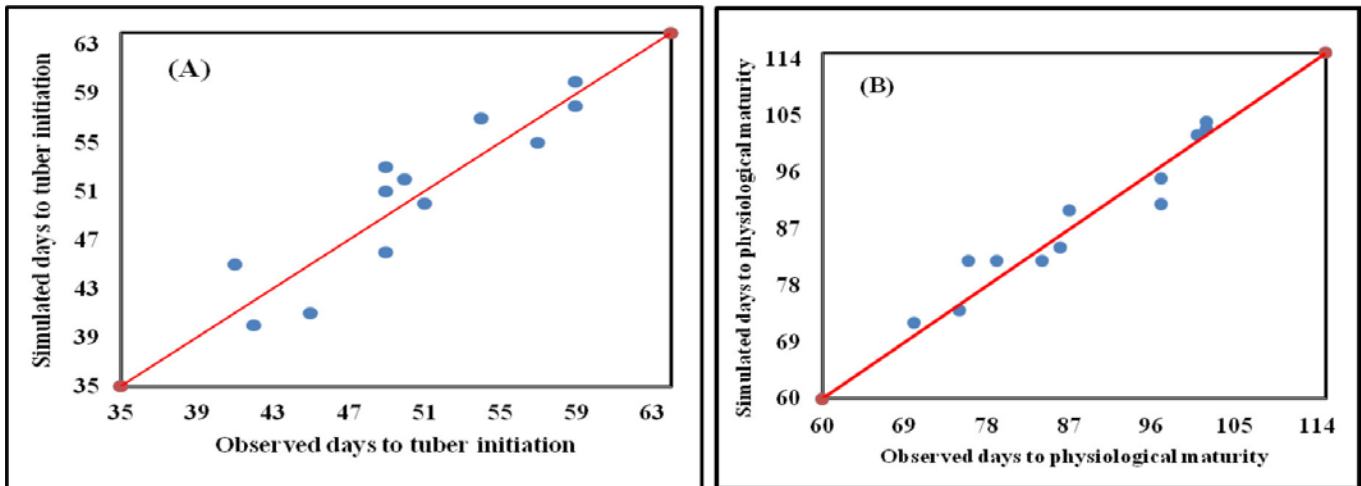 (A)
Simulated days to tuber initiation
63
59
55
51
47
43
39
35
35 39 43 47 51 55 59 63
Observed days to tuber initiation
(B)
Simulated days to physiological maturity
114
105
96
87
78
69
60
60 69 78 87 96 105 114
Observed days to physiological maturity